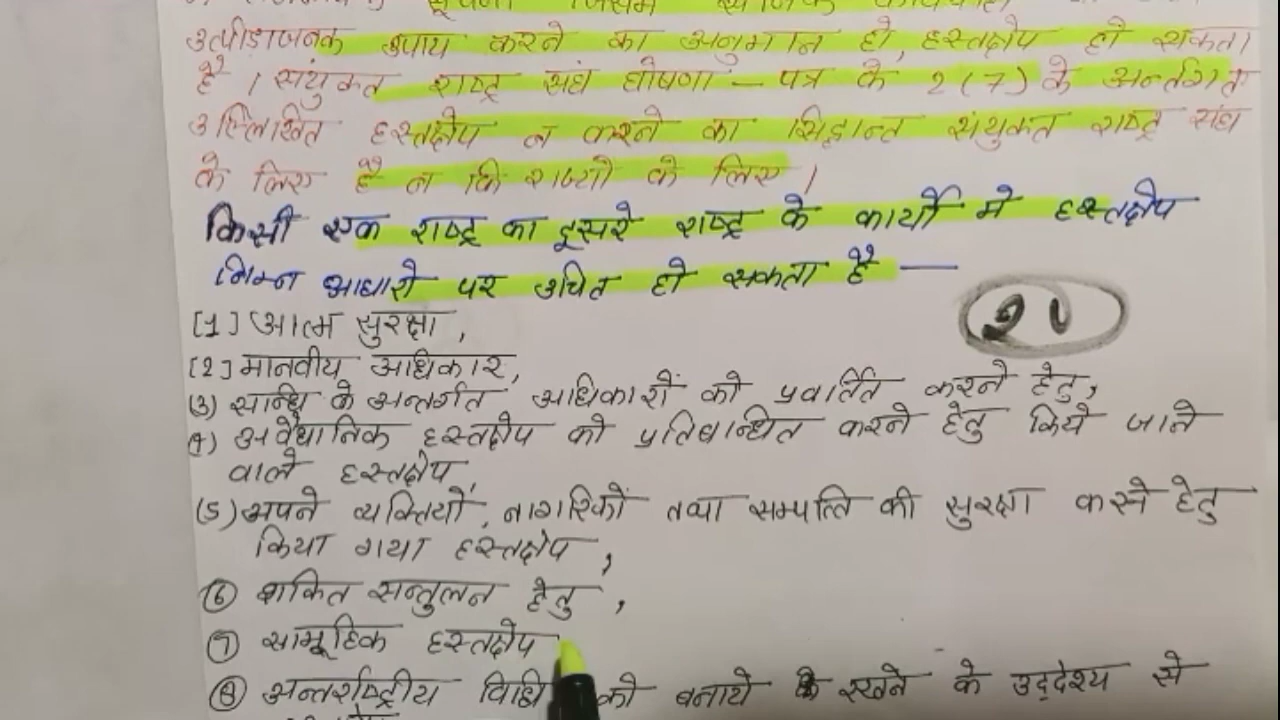 उत्पीड़ाजनक उपाय करने का अनुमान हो, हस्तक्षेप हो सकता
है। संयुक्त राष्ट्र संघ घोषणा - पत्र के 2(7) के अन्तर्गत
उल्लिखित हस्तक्षेप न करने का सिद्धान्त संयुक्त राष्ट्र संघ
के लिए है न कि राज्यों के लिए।
किसी एक राष्ट्र का दूसरे राष्ट्र के कार्यों में हस्तक्षेप
निम्न आधारों पर उचित हो सकता है —
[1] आत्म सुरक्षा,
[2] मानवीय अधिकार,
(3) सन्धि के अन्तर्गत अधिकारों को प्रवर्तित करने हेतु,
(4) अवैधानिक हस्तक्षेप को प्रतिबन्धित करने हेतु किये जाते
वाले हस्तक्षेप,
(5) अपने व्यक्तियों, नागरिकों तथा सम्पत्ति की सुरक्षा करने हेतु
किया गया हस्तक्षेप,
⑥ शक्ति सन्तुलन हेतु,
⑦ सामूहिक हस्तक्षेप
⑧ अन्तर्राष्ट्रीय विधि को बनाये रखने के उद्देश्य से